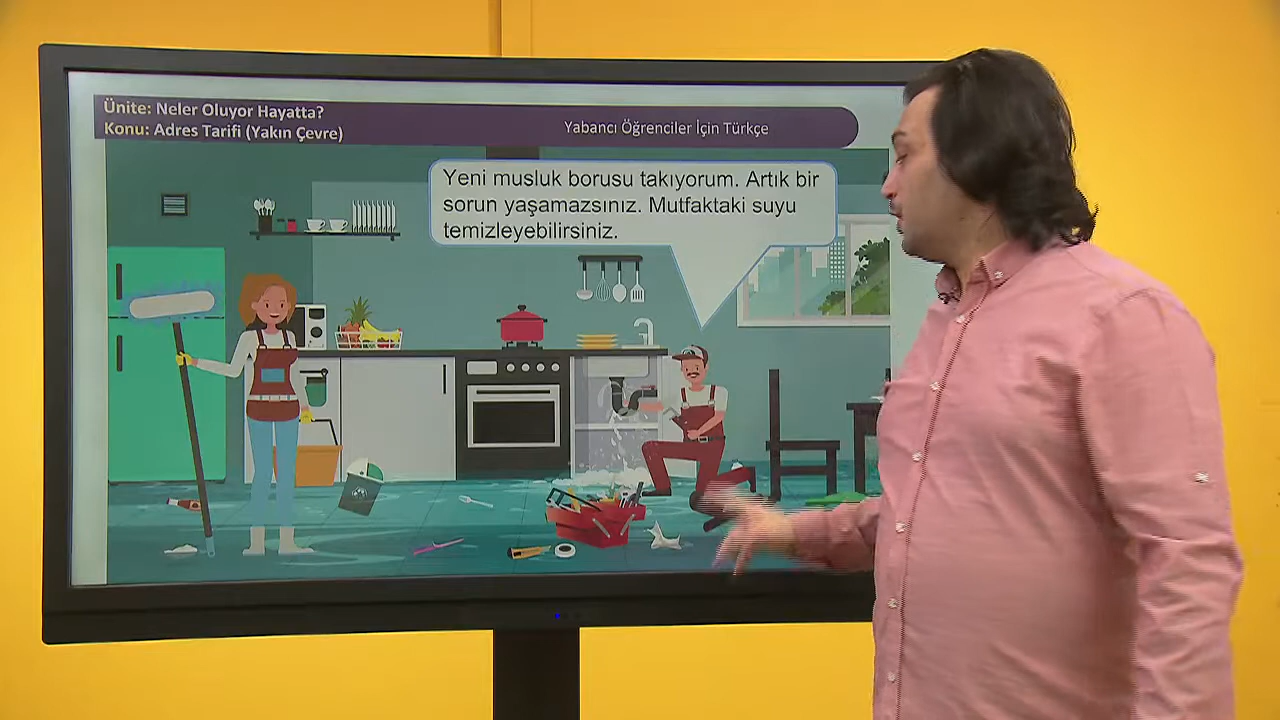 Ünite: Neler Oluyor Hayatta?
Konu: Adres Tarifi (Yakın Çevre)
Yabancı Öğrenciler İçin Türkçe
Yeni musluk borusu takıyorum. Artık bir
sorun yaşamazsınız. Mutfaktaki suyu
temizleyebilirsiniz.